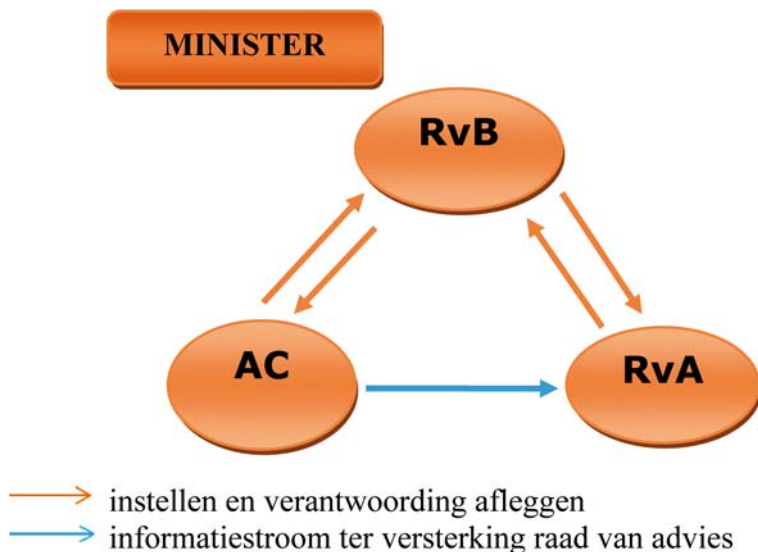 MINISTER
RvB
AC
RvA
instellen en verantwoording afleggen
informatiestroom ter versterking raad van advies